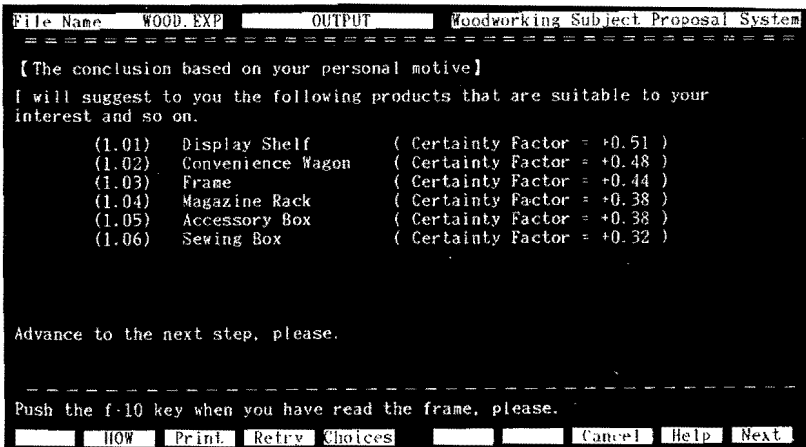 File Name WOOD.EXP OUTPUT Woodworking Subject Proposal System
[The conclusion based on your personal motive]
I will suggest to you the following products that are suitable to your
interest and so on.
(1.01) Display Shelf ( Certainty Factor = +0.51 )
(1.02) Convenience Wagon ( Certainty Factor = +0.48 )
(1.03) Frame ( Certainty Factor = +0.44 )
(1.04) Magazine Rack ( Certainty Factor = +0.38 )
(1.05) Accessory Box ( Certainty Factor = +0.38 )
(1.06) Sewing Box ( Certainty Factor = +0.32 )
Advance to the next step, please.
Push the f·10 key when you have read the frame, please.
HOW Print Retry Choices Cancel Help Next